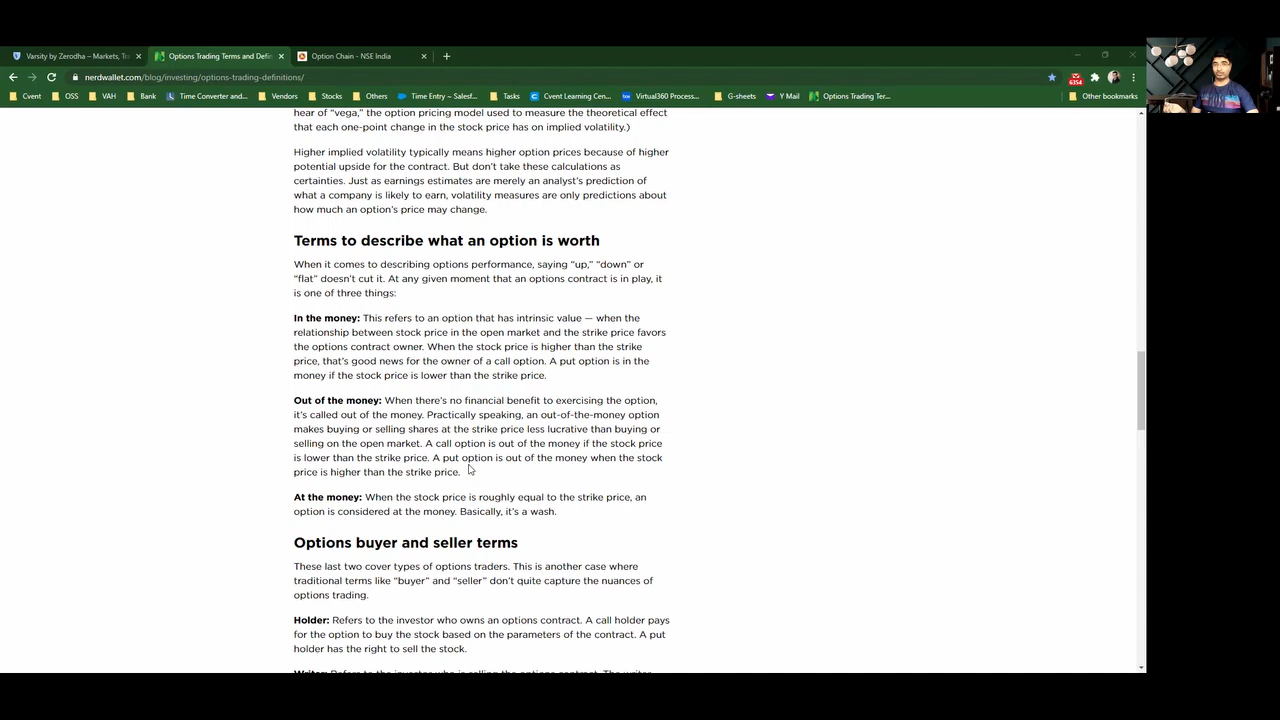 Varsity by Zerodha – Markets, Tra
Options Trading Terms and Defin
Option Chain - NSE India
nerdwallet.com/blog/investing/options-trading-definitions/
6354
Cvent
OSS
VAH
Bank
Time Converter and...
Vendors
Stocks
Others
Time Entry ~ Salesf...
Tasks
Cvent Learning Cen...
Virtual360 Process...
G-sheets
Y Mail
Options Trading Ter...
Other bookmarks
hear of “vega,” the option pricing model used to measure the theoretical effect
that each one-point change in the stock price has on implied volatility.)
Higher implied volatility typically means higher option prices because of higher
potential upside for the contract. But don’t take these calculations as
certainties. Just as earnings estimates are merely an analyst’s prediction of
what a company is likely to earn, volatility measures are only predictions about
how much an option’s price may change.
Terms to describe what an option is worth
When it comes to describing options performance, saying “up,” “down” or
“flat” doesn’t cut it. At any given moment that an options contract is in play, it
is one of three things:
In the money: This refers to an option that has intrinsic value — when the
relationship between stock price in the open market and the strike price favors
the options contract owner. When the stock price is higher than the strike
price, that’s good news for the owner of a call option. A put option is in the
money if the stock price is lower than the strike price.
Out of the money: When there’s no financial benefit to exercising the option,
it’s called out of the money. Practically speaking, an out-of-the-money option
makes buying or selling shares at the strike price less lucrative than buying or
selling on the open market. A call option is out of the money if the stock price
is lower than the strike price. A put option is out of the money when the stock
price is higher than the strike price.
At the money: When the stock price is roughly equal to the strike price, an
option is considered at the money. Basically, it’s a wash.
Options buyer and seller terms
These last two cover types of options traders. This is another case where
traditional terms like “buyer” and “seller” don’t quite capture the nuances of
options trading.
Holder: Refers to the investor who owns an options contract. A call holder pays
for the option to buy the stock based on the parameters of the contract. A put
holder has the right to sell the stock.
Writer: Refers to the investor who is selling the options contract. The writer